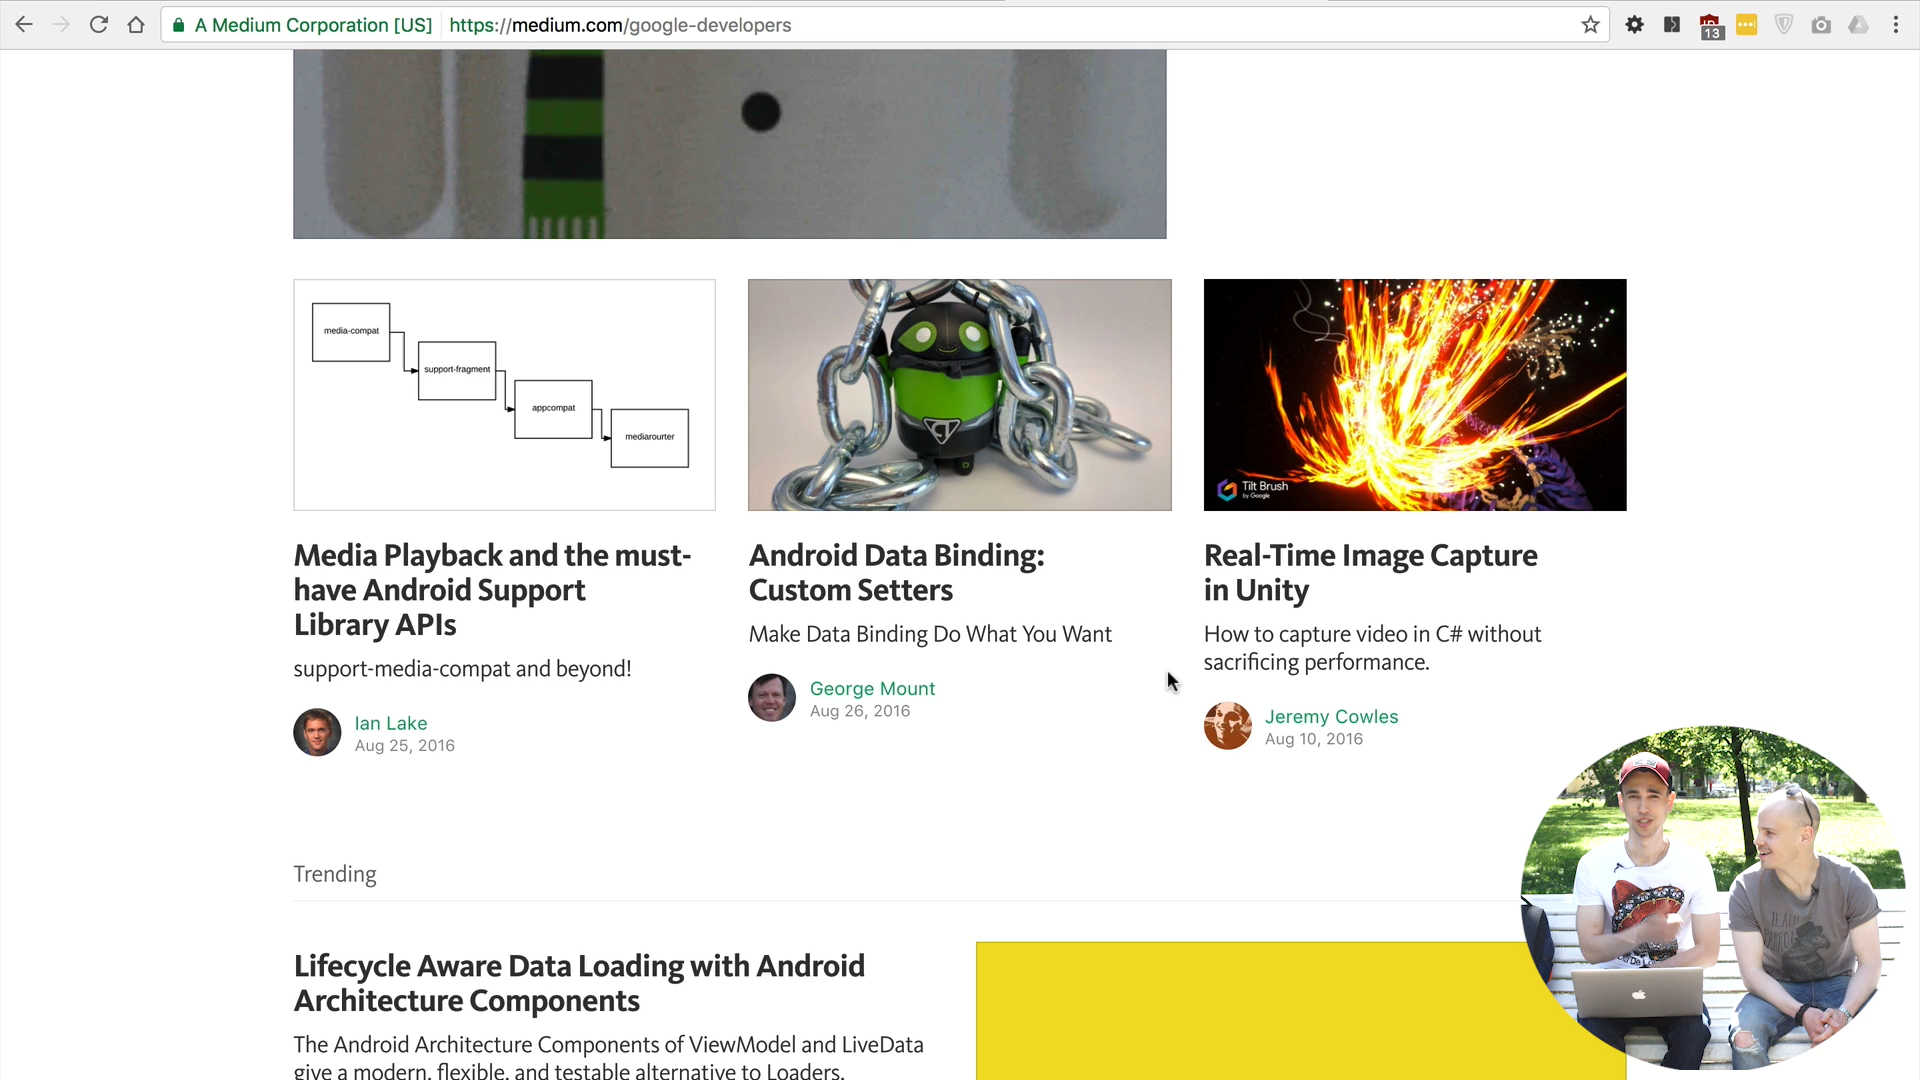 A Medium Corporation [US]
https://medium.com/google-developers
13
media-compat
support-fragment
appcompat
mediarourter
Tilt Brush
by Google
Media Playback and the must-
have Android Support
Library APIs
support-media-compat and beyond!
Ian Lake
Aug 25, 2016
Android Data Binding:
Custom Setters
Make Data Binding Do What You Want
George Mount
Aug 26, 2016
Real-Time Image Capture
in Unity
How to capture video in C# without
sacrificing performance.
Jeremy Cowles
Aug 10, 2016
Trending
Lifecycle Aware Data Loading with Android
Architecture Components
The Android Architecture Components of ViewModel and LiveData
give a modern, flexible, and testable alternative to Loaders.